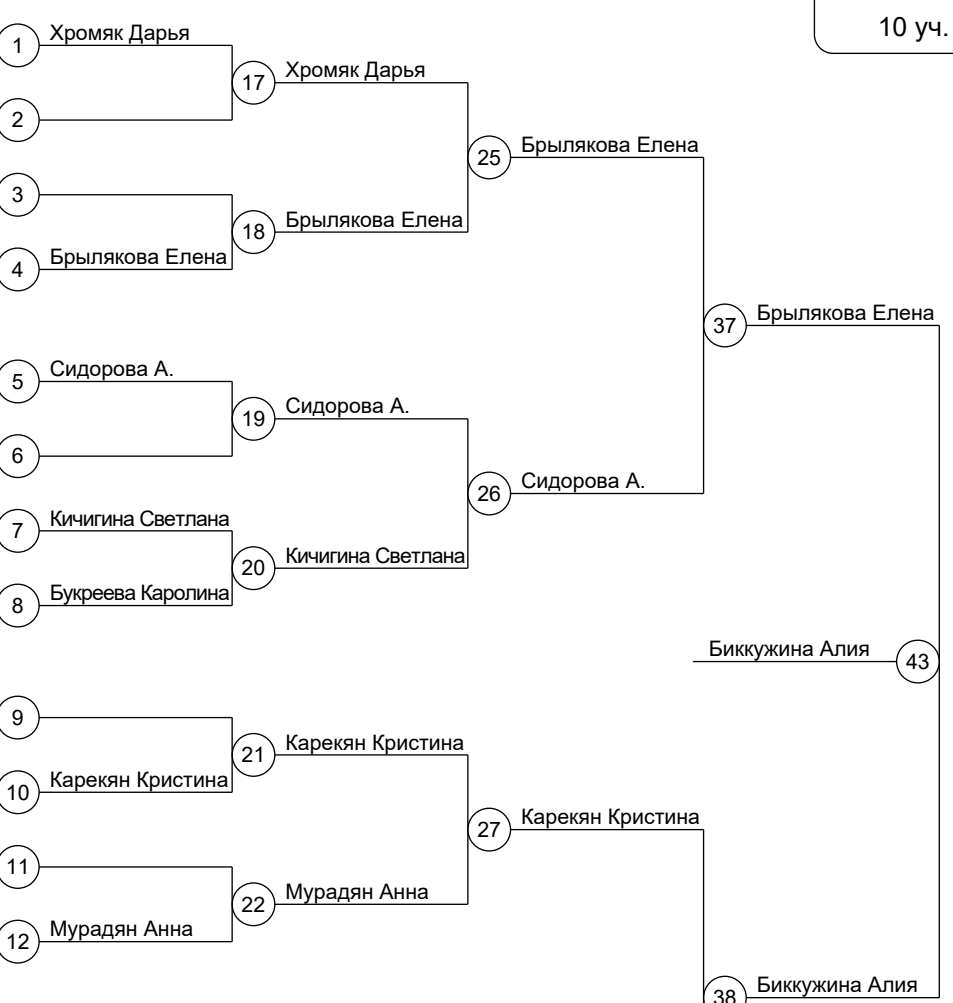 10 уч.
1 Хромяк Дарья
17 Хромяк Дарья
2
25 Брылякова Елена
3
18 Брылякова Елена
4 Брылякова Елена
37 Брылякова Елена
5 Сидорова А.
19 Сидорова А.
6
26 Сидорова А.
7 Кичигина Светлана
20 Кичигина Светлана
8 Букреева Каролина
Биккужина Алия 43
9
21 Карекян Кристина
10 Карекян Кристина
27 Карекян Кристина
11
22 Мурадян Анна
12 Мурадян Анна
38 Биккужина Алия